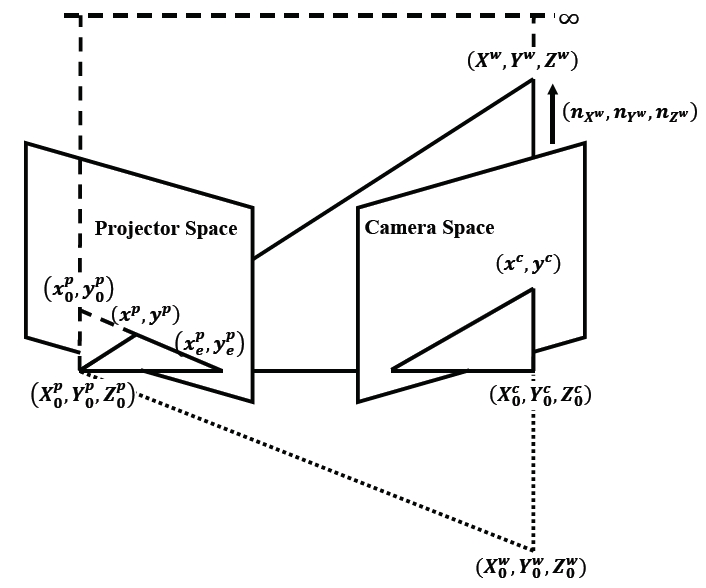 ∞
(X^w, Y^w, Z^w)
(n_{X^w}, n_{Y^w}, n_{Z^w})
Projector Space
Camera Space
(x^c, y^c)
(x_0^p, y_0^p)
(x^p, y^p)
(x_e^p, y_e^p)
(X_0^p, Y_0^p, Z_0^p)
(X_0^c, Y_0^c, Z_0^c)
(X_0^w, Y_0^w, Z_0^w)